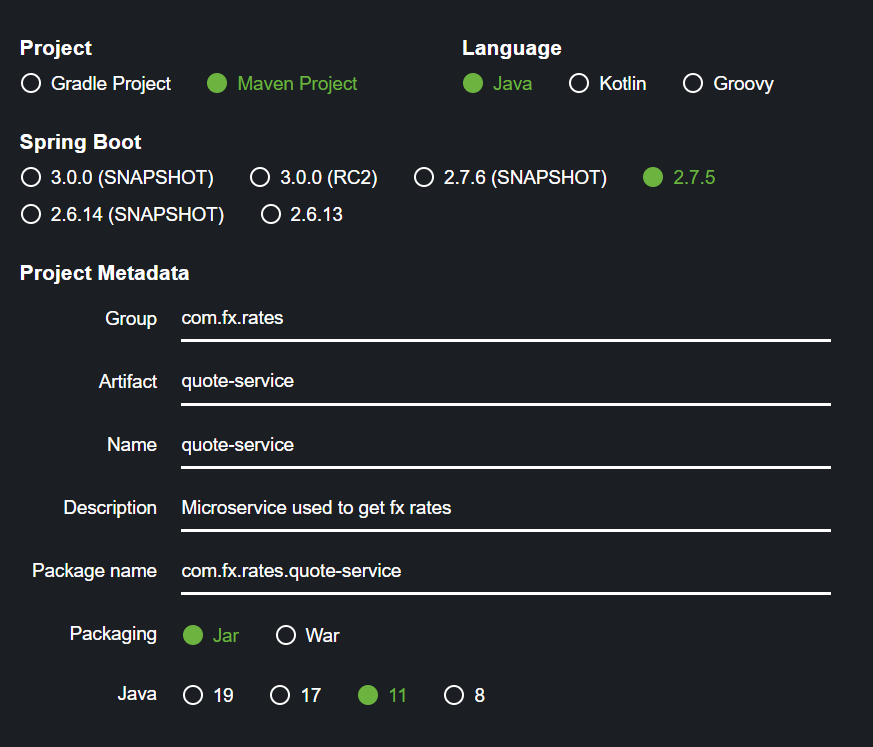 Project
Language
Gradle Project Maven Project
Java Kotlin Groovy
Spring Boot
3.0.0 (SNAPSHOT) 3.0.0 (RC2) 2.7.6 (SNAPSHOT) 2.7.5
2.6.14 (SNAPSHOT) 2.6.13
Project Metadata
Group com.fx.rates
Artifact quote-service
Name quote-service
Description Microservice used to get fx rates
Package name com.fx.rates.quote-service
Packaging Jar War
Java 19 17 11 8